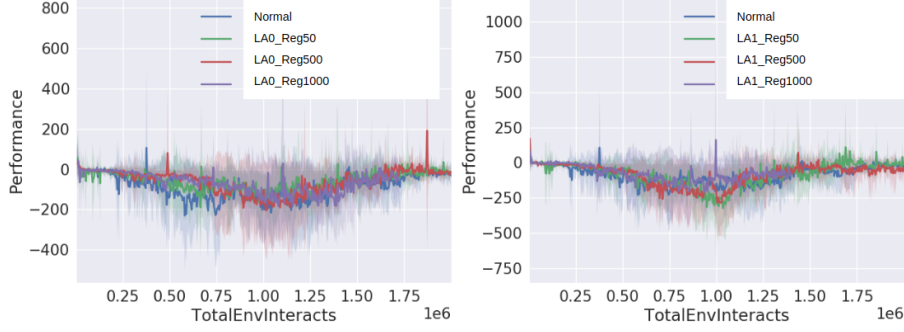 800
600
400
200
0
−200
−400
Performance
Normal
LA0_Reg50
LA0_Reg500
LA0_Reg1000
0.25 0.50 0.75 1.00 1.25 1.50 1.75
TotalEnvInteracts
1e6
1000
750
500
250
0
−250
−500
−750
Performance
Normal
LA1_Reg50
LA1_Reg500
LA1_Reg1000
0.25 0.50 0.75 1.00 1.25 1.50 1.75
TotalEnvInteracts
1e6